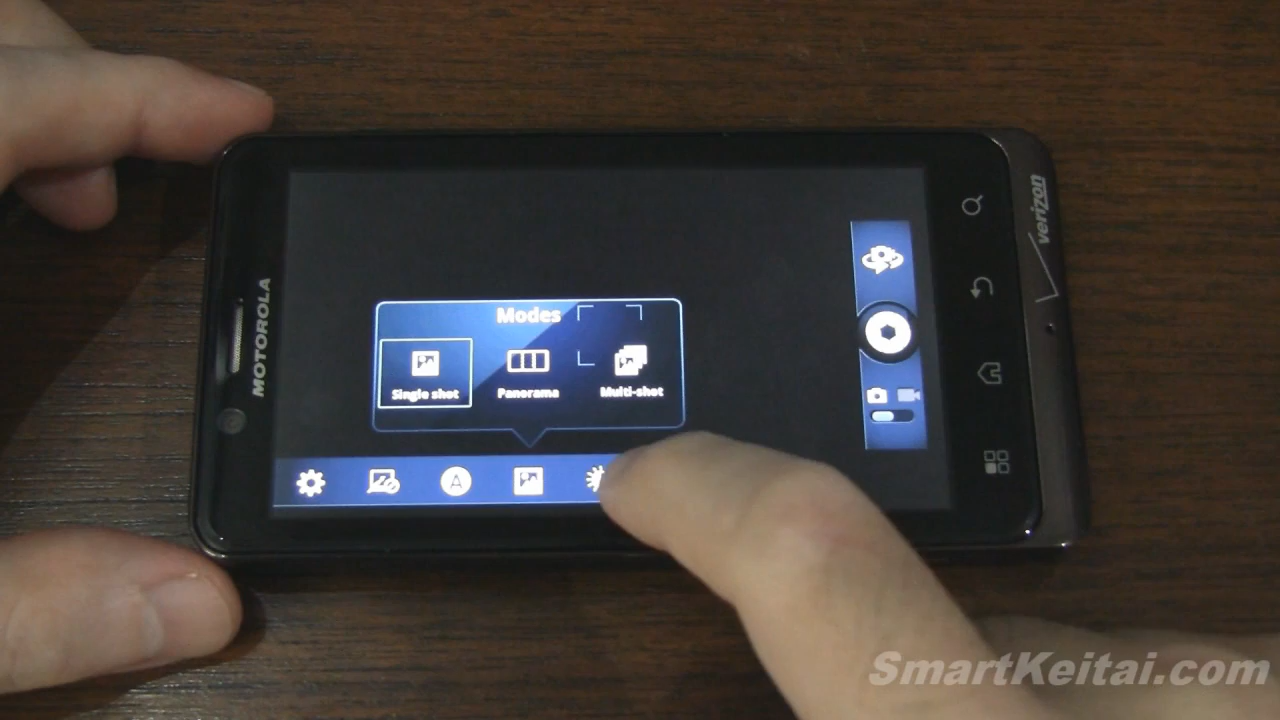 MOTOROLA
Modes
Single shot
Panorama
Multi-shot
A
verizon
SmartKeitai.com